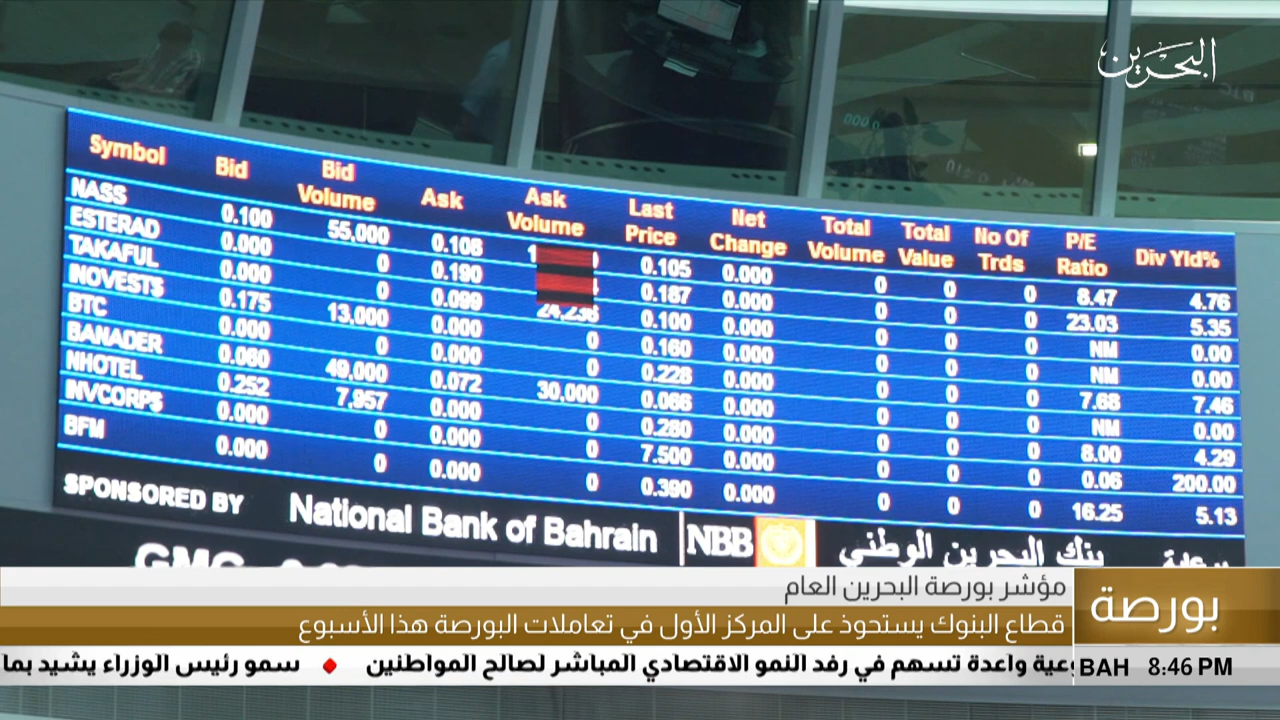 البحرين
Symbol Bid Bid Volume Ask Ask Volume Last Price Net Change Total Volume Total Value No Of Trds P/E Ratio Div Yld%
NASS 0.100 55,000 0.106 0.105 0.000 0 0 0 8.47 4.76
ESTERAD 0.000 0 0.190 0.187 0.000 0 0 0 23.03 5.35
TAKAFUL 0.000 0 0.099 0.100 0.000 0 0 0 NM 0.00
INOVEST$ 0.175 13,000 0.000 0 0.160 0.000 0 0 0 NM 0.00
BTC 0.000 0 0.000 0 0.228 0.000 0 0 0 7.68 7.46
BANADER 0.060 49,000 0.072 30,000 0.066 0.000 0 0 0 NM 0.00
NHOTEL 0.252 7,957 0.000 0 0.280 0.000 0 0 0 8.00 4.29
INVCORP$ 0.000 0 0.000 0 7.500 0.000 0 0 0 0.06 200.00
BFM 0.000 0 0.000 0 0.390 0.000 0 0 0 16.25 5.13
SPONSORED BY National Bank of Bahrain NBB بنك البحرين الوطني برعاية
GMC
مؤشر بورصة البحرين العام
بورصة
قطاع البنوك يستحوذ على المركز الأول في تعاملات البورصة هذا الأسبوع
واعدة تسهم في رفد النمو الاقتصادي المباشر لصالح المواطنين ♦ سمو رئيس الوزراء يشيد بما
BAH 8:46 PM